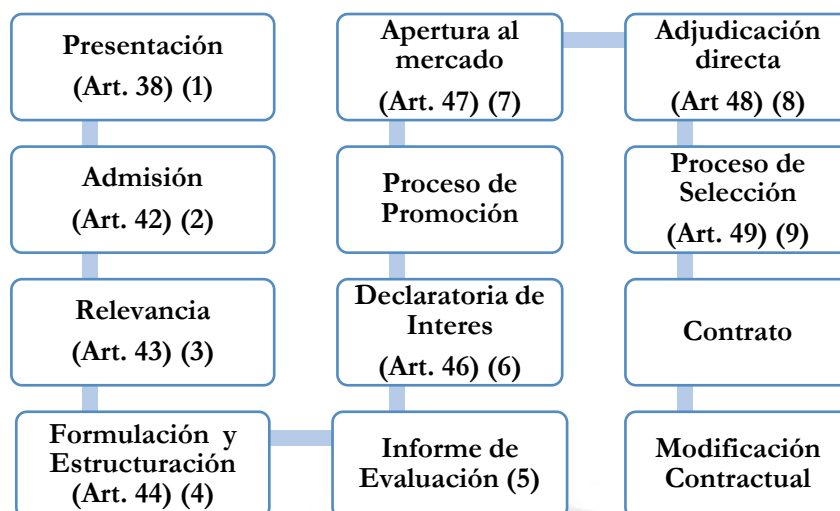 Presentación
(Art. 38) (1)
Admisión
(Art. 42) (2)
Relevancia
(Art. 43) (3)
Formulación y
Estructuración
(Art. 44) (4)
Informe de
Evaluación (5)
Declaratoria de
Interes
(Art. 46) (6)
Proceso de
Promoción
Apertura al
mercado
(Art. 47) (7)
Adjudicación
directa
(Art 48) (8)
Proceso de
Selección
(Art. 49) (9)
Contrato
Modificación
Contractual